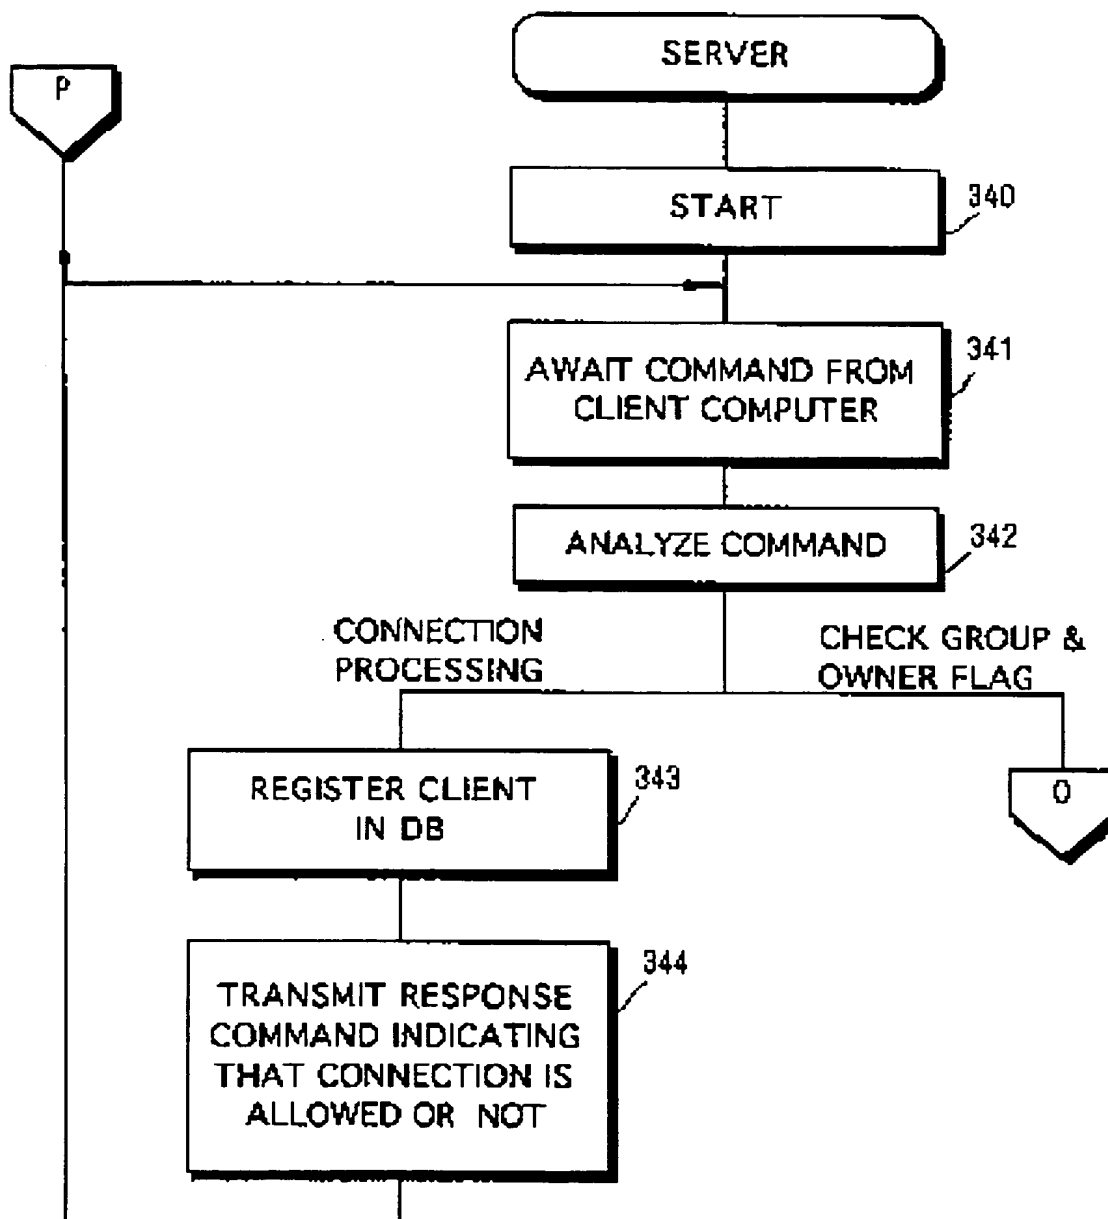 SERVER
P
START
340
AWAIT COMMAND FROM
CLIENT COMPUTER
341
ANALYZE COMMAND
342
CONNECTION
PROCESSING
CHECK GROUP &
OWNER FLAG
REGISTER CLIENT
IN DB
343
O
TRANSMIT RESPONSE
COMMAND INDICATING
THAT CONNECTION IS
ALLOWED OR NOT
344